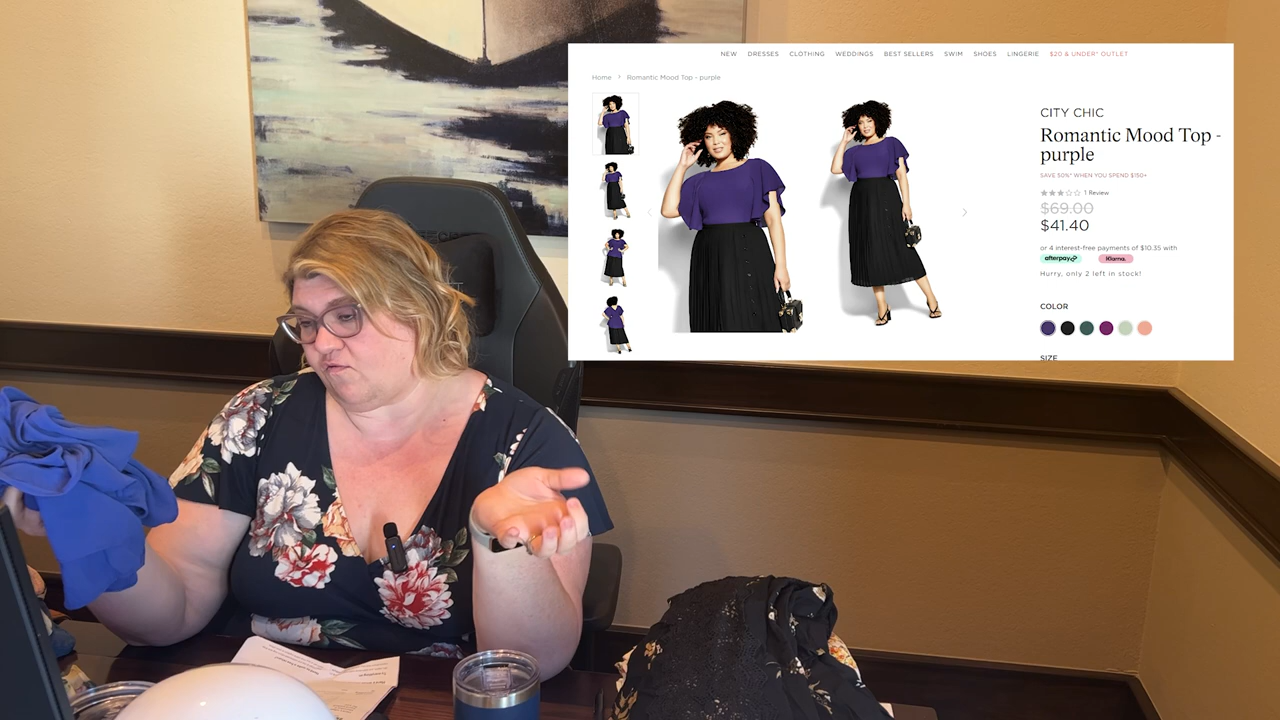 NEW DRESSES CLOTHING WEDDINGS BEST SELLERS SWIM SHOES LINGERIE $20 & UNDER* OUTLET
Home > Romantic Mood Top - purple
CITY CHIC
Romantic Mood Top -
purple
SAVE 50%* WHEN YOU SPEND $150+
1 Review
$69.00
$41.40
or 4 interest-free payments of $10.35 with
afterpay Klarna.
Hurry, only 2 left in stock!
COLOR
SIZE